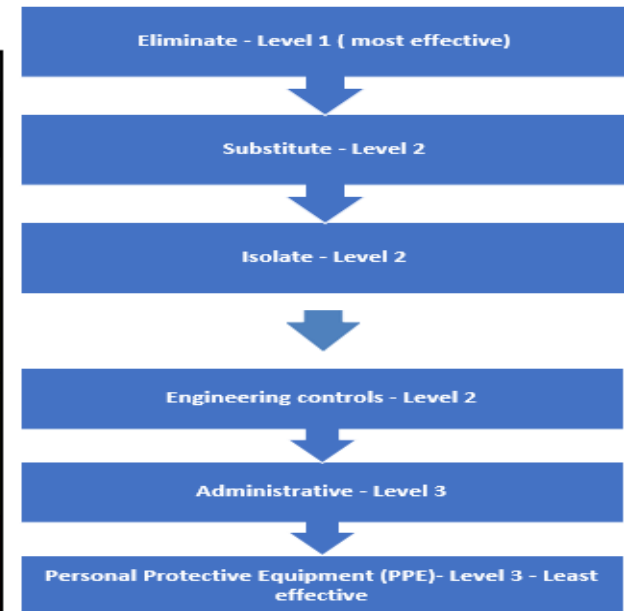 Eliminate - Level 1 ( most effective)
Substitute - Level 2
Isolate - Level 2
Engineering controls - Level 2
Administrative - Level 3
Personal Protective Equipment (PPE)- Level 3 - Least
effective